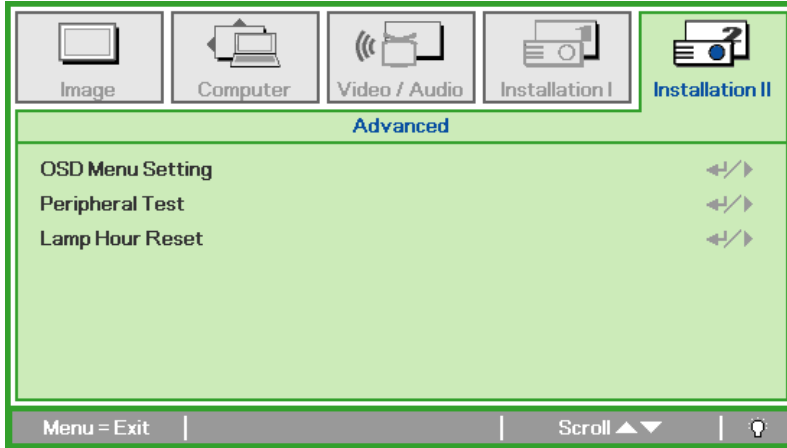 Image Computer Video / Audio Installation I Installation II
Advanced
OSD Menu Setting
Peripheral Test
Lamp Hour Reset
Menu = Exit Scroll